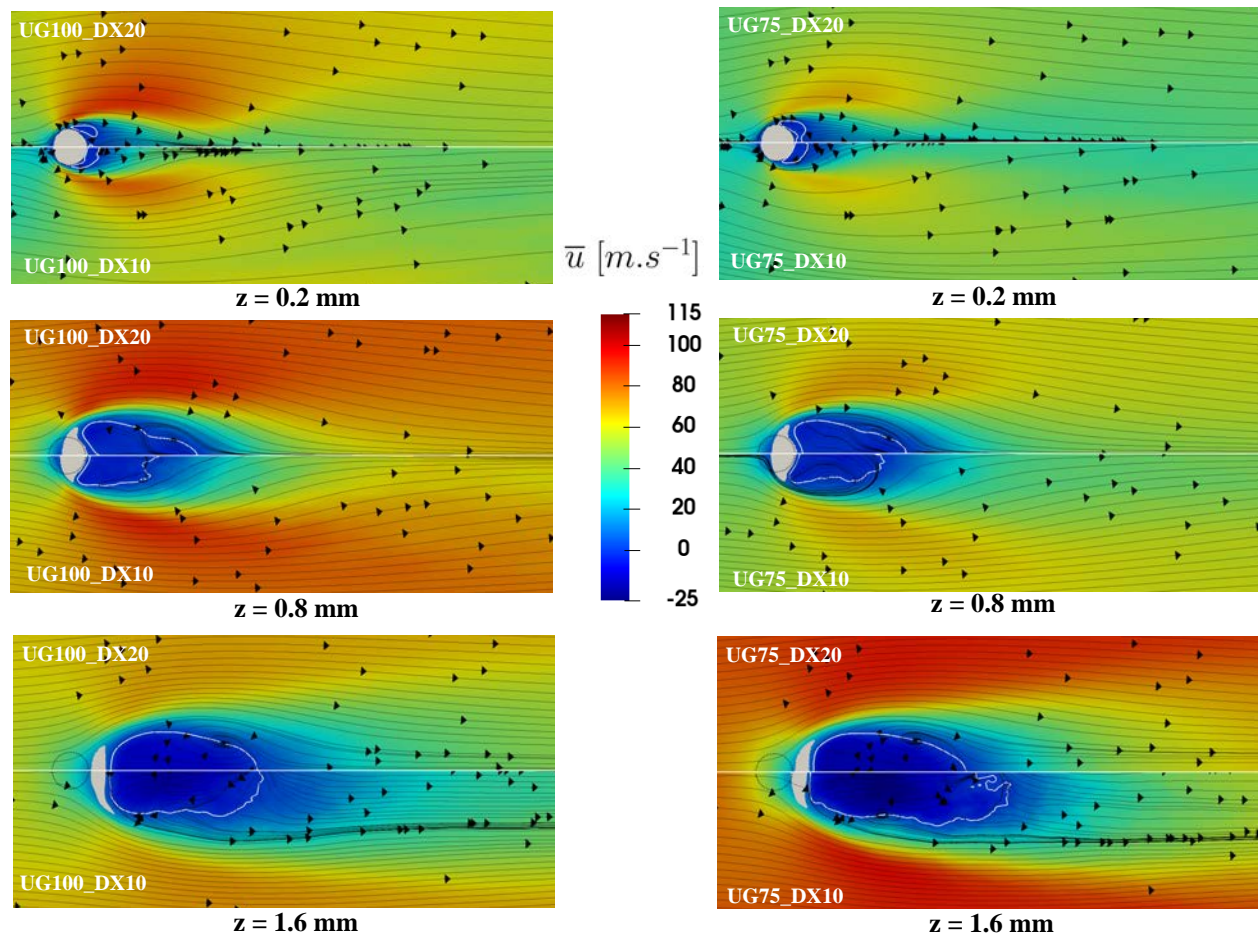 UG100_DX20
UG100_DX10
z = 0.2 mm
UG75_DX20
UG75_DX10
z = 0.2 mm
u̅ [m.s⁻¹]
115
100
80
60
40
20
0
-25
UG100_DX20
UG100_DX10
z = 0.8 mm
UG75_DX20
UG75_DX10
z = 0.8 mm
UG100_DX20
UG100_DX10
z = 1.6 mm
UG75_DX20
UG75_DX10
z = 1.6 mm